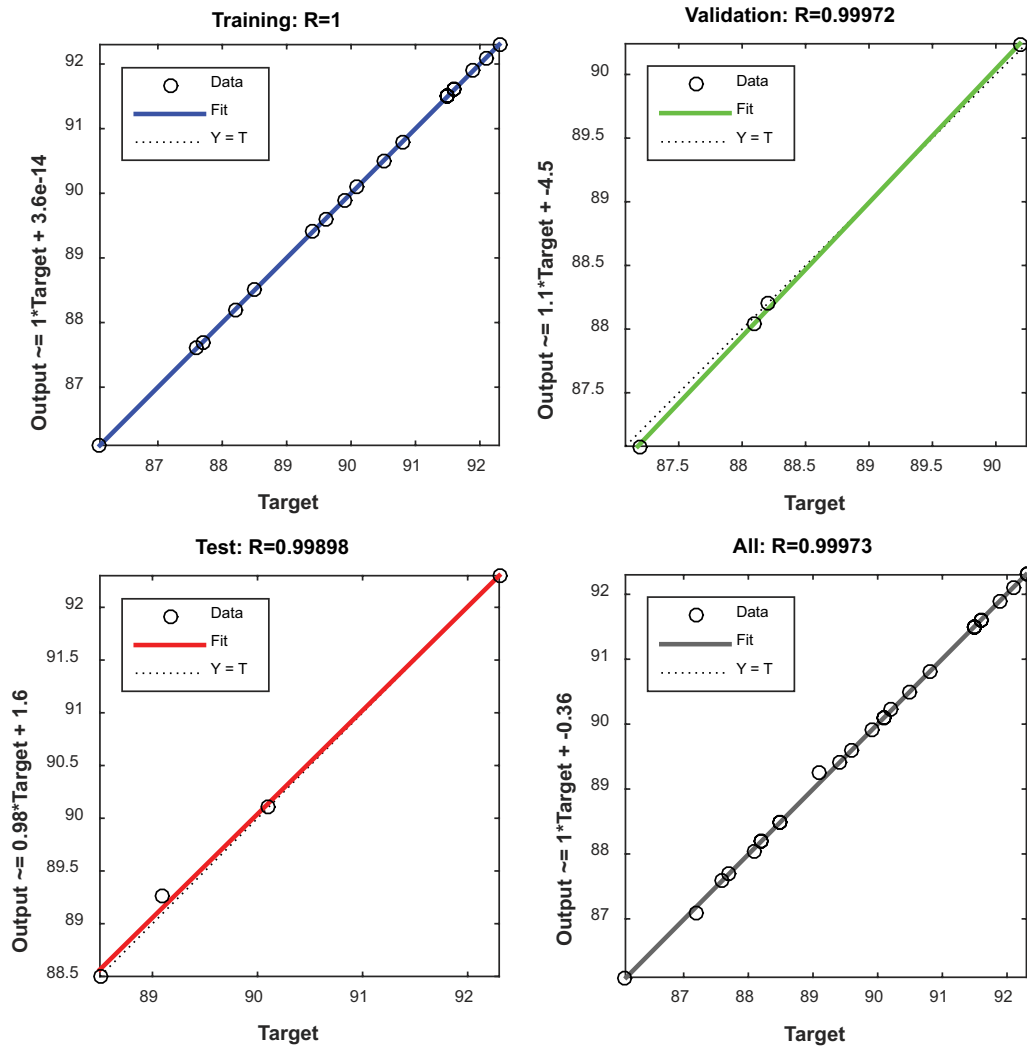 Training: R=1
Output ~= 1*Target + 3.6e-14
92
91
90
89
88
87
Data
Fit
Y = T
87 88 89 90 91 92
Target
Validation: R=0.99972
Output ~= 1.1*Target + -4.5
90
89.5
89
88.5
88
87.5
Data
Fit
Y = T
87.5 88 88.5 89 89.5 90
Target
Test: R=0.99898
Output ~= 0.98*Target + 1.6
92
91.5
91
90.5
90
89.5
89
88.5
Data
Fit
Y = T
89 90 91 92
Target
All: R=0.99973
Output ~= 1*Target + -0.36
92
91
90
89
88
87
Data
Fit
Y = T
87 88 89 90 91 92
Target